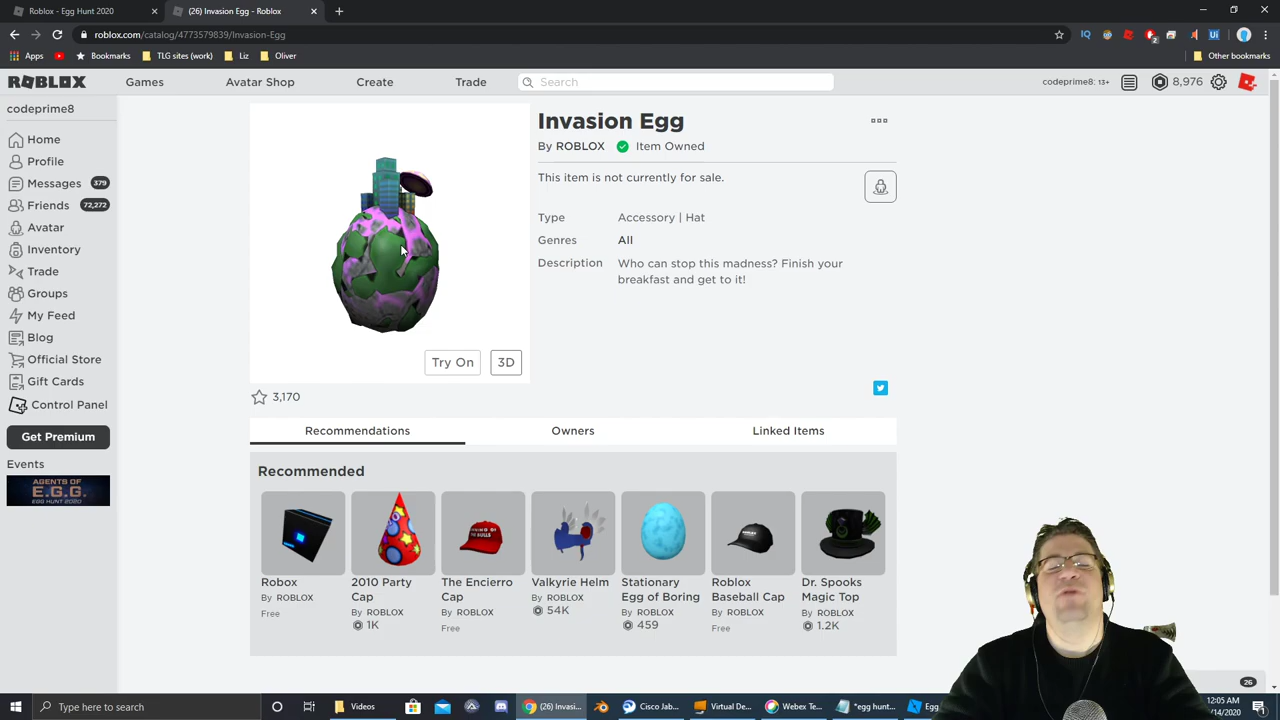 Roblox - Egg Hunt 2020
(26) Invasion Egg - Roblox
roblox.com/catalog/4773579839/Invasion-Egg
Apps
Bookmarks
TLG sites (work)
Liz
Oliver
Other bookmarks
ROBLOX
Games
Avatar Shop
Create
Trade
Search
codeprime8: 13+
8,976
codeprime8
Home
Profile
Messages 379
Friends 72,272
Avatar
Inventory
Trade
Groups
My Feed
Blog
Official Store
Gift Cards
Control Panel
Get Premium
Events
AGENTS OF
E.G.G.
EGG HUNT 2020
Invasion Egg
By ROBLOX Item Owned
This item is not currently for sale.
Type Accessory | Hat
Genres All
Description Who can stop this madness? Finish your
breakfast and get to it!
Try On
3D
3,170
Recommendations
Owners
Linked Items
Recommended
Robox
By ROBLOX
Free
2010 Party
Cap
By ROBLOX
1K
The Encierro
Cap
By ROBLOX
Free
Valkyrie Helm
By ROBLOX
54K
Stationary
Egg of Boring
By ROBLOX
459
Roblox
Baseball Cap
By ROBLOX
Free
Dr. Spooks
Magic Top
By ROBLOX
1.2K
26
Type here to search
Videos
(26) Invasi...
Cisco Jab...
Virtual De...
Webex Te...
*egg hunt...
Egg
12:05 AM